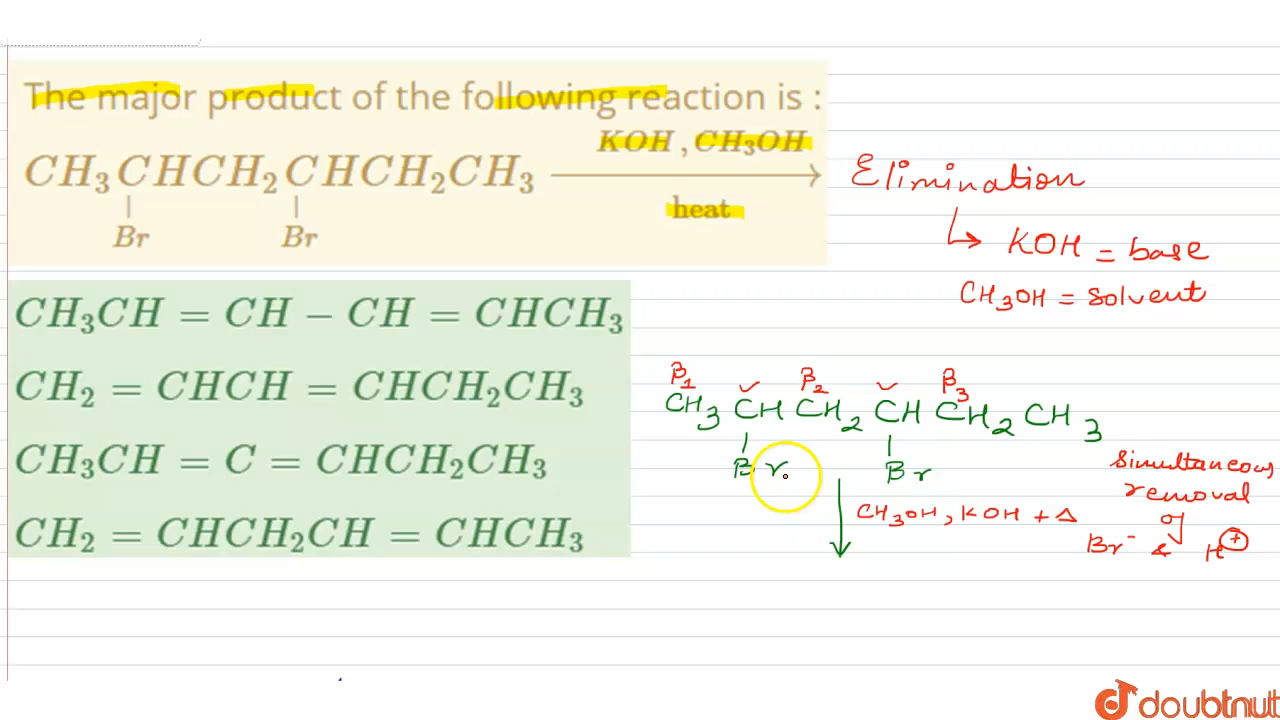 The major product of the following reaction is :
KOH , CH₃OH
CH₃CHCH₂CHCH₂CH₃
heat
| |
Br Br
CH₃CH = CH − CH = CHCH₃
CH₂ = CHCH = CHCH₂CH₃
CH₃CH = C = CHCH₂CH₃
CH₂ = CHCH₂CH = CHCH₃
Elimination
↳ KOH = base
CH₃OH = Solvent
β₁ β₂ β₃
CH₃ CH CH₂ CH CH₂ CH₃
| |
Br Br
CH₃OH, KOH + Δ
Simultaneous
removal
of
Br⁻ & H⁺
doubtnut